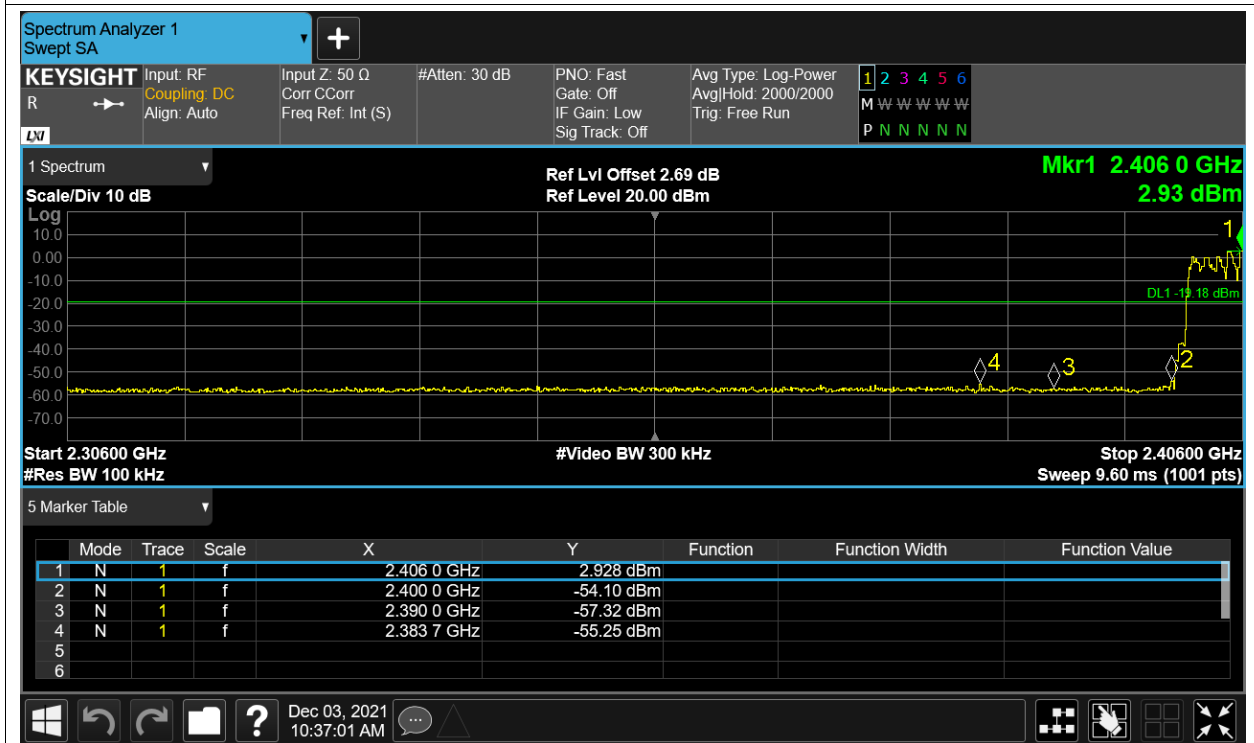 Spectrum Analyzer 1
Swept SA
KEYSIGHT
R
LXI
Input: RF
Coupling: DC
Align: Auto
Input Z: 50 Ω
Corr CCorr
Freq Ref: Int (S)
#Atten: 30 dB
PNO: Fast
Gate: Off
IF Gain: Low
Sig Track: Off
Avg Type: Log-Power
Avg|Hold: 2000/2000
Trig: Free Run
1 2 3 4 5 6
M W W W W W
P N N N N N
1 Spectrum
Scale/Div 10 dB
Ref Lvl Offset 2.69 dB
Ref Level 20.00 dBm
Mkr1 2.406 0 GHz
2.93 dBm
Log
10.0
0.00
-10.0
-20.0
-30.0
-40.0
-50.0
-60.0
-70.0
1
DL1 -19.18 dBm
4
3
2
Start 2.30600 GHz
#Res BW 100 kHz
#Video BW 300 kHz
Stop 2.40600 GHz
Sweep 9.60 ms (1001 pts)
5 Marker Table
Mode Trace Scale X Y Function Function Width Function Value
1 N 1 f 2.406 0 GHz 2.928 dBm
2 N 1 f 2.400 0 GHz -54.10 dBm
3 N 1 f 2.390 0 GHz -57.32 dBm
4 N 1 f 2.383 7 GHz -55.25 dBm
5
6
?
Dec 03, 2021
10:37:01 AM